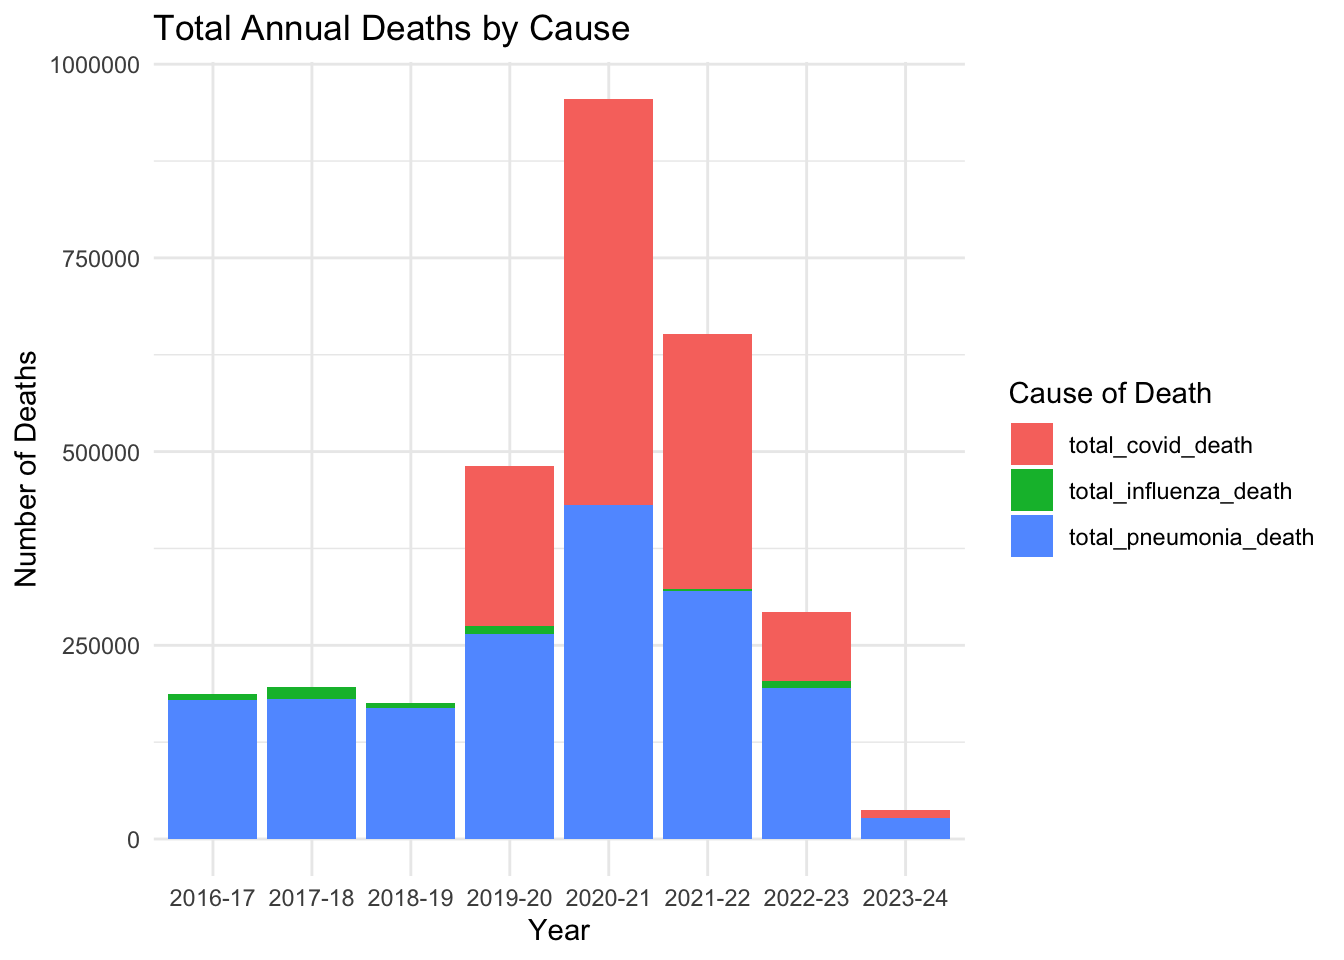 Total Annual Deaths by Cause
1000000
750000
500000
250000
0
Number of Deaths
2016-17 2017-18 2018-19 2019-20 2020-21 2021-22 2022-23 2023-24
Year
Cause of Death
total_covid_death
total_influenza_death
total_pneumonia_death